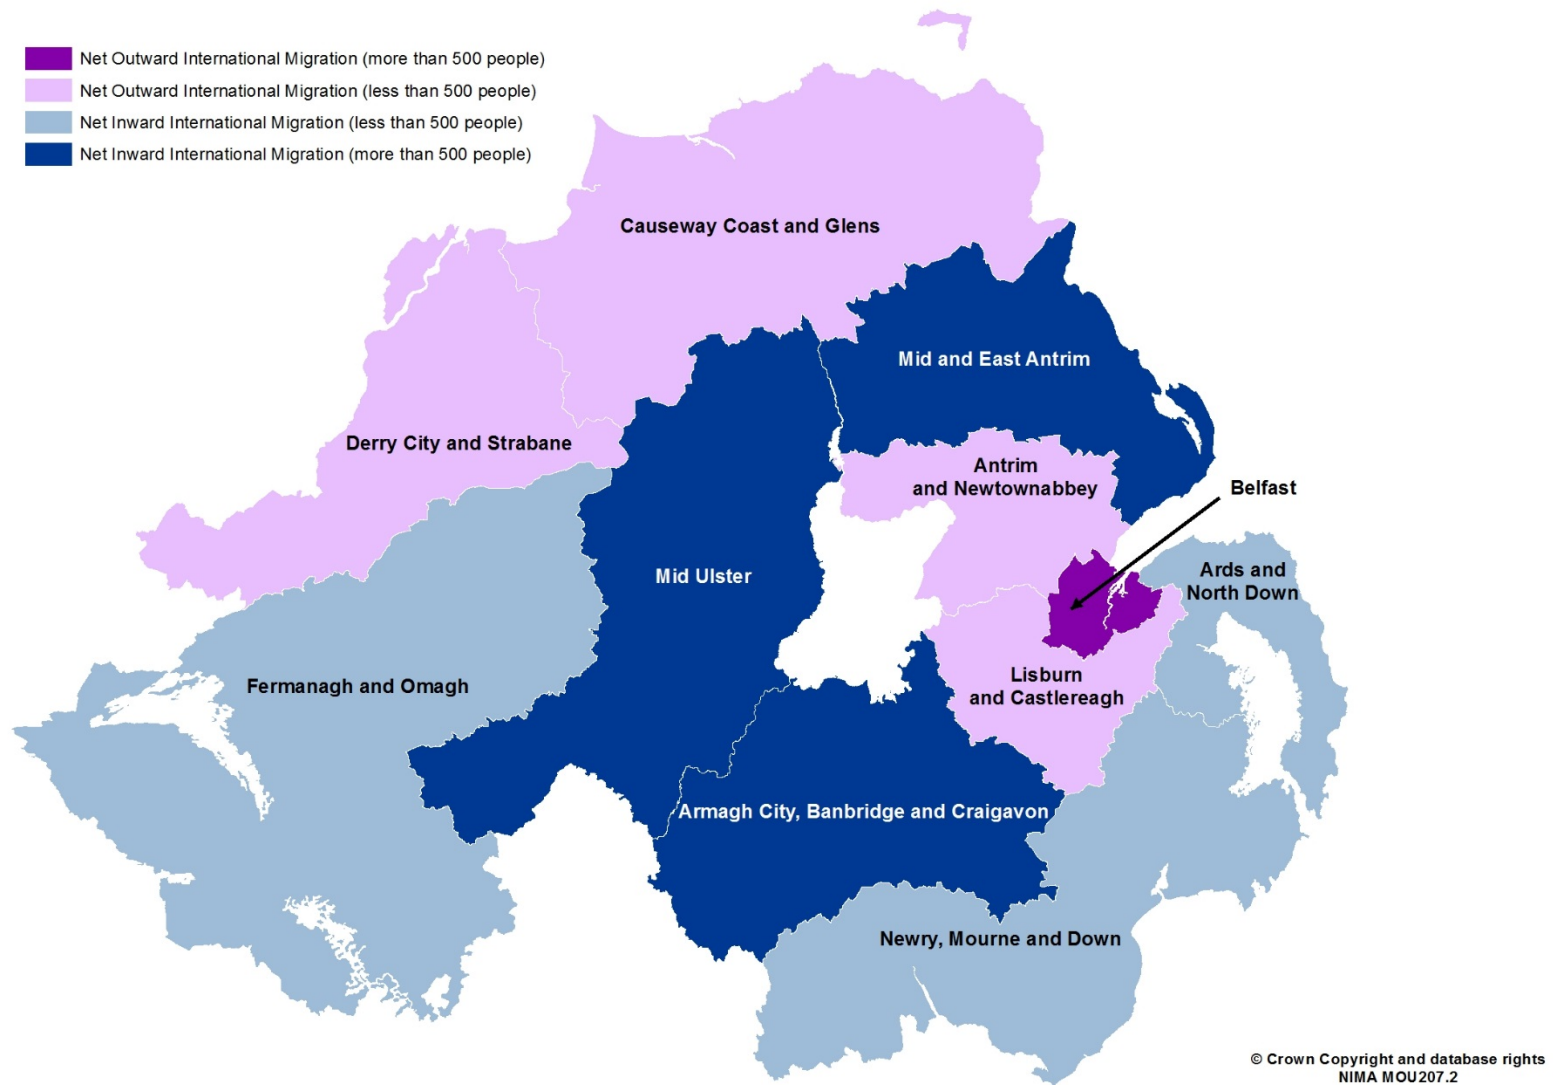 Net Outward International Migration (more than 500 people)
Net Outward International Migration (less than 500 people)
Net Inward International Migration (less than 500 people)
Net Inward International Migration (more than 500 people)
Causeway Coast and Glens
Mid and East Antrim
Derry City and Strabane
Antrim
and Newtownabbey
Belfast
Mid Ulster
Ards and
North Down
Fermanagh and Omagh
Lisburn
and Castlereagh
Armagh City, Banbridge and Craigavon
Newry, Mourne and Down
© Crown Copyright and database rights
NIMA MOU207.2